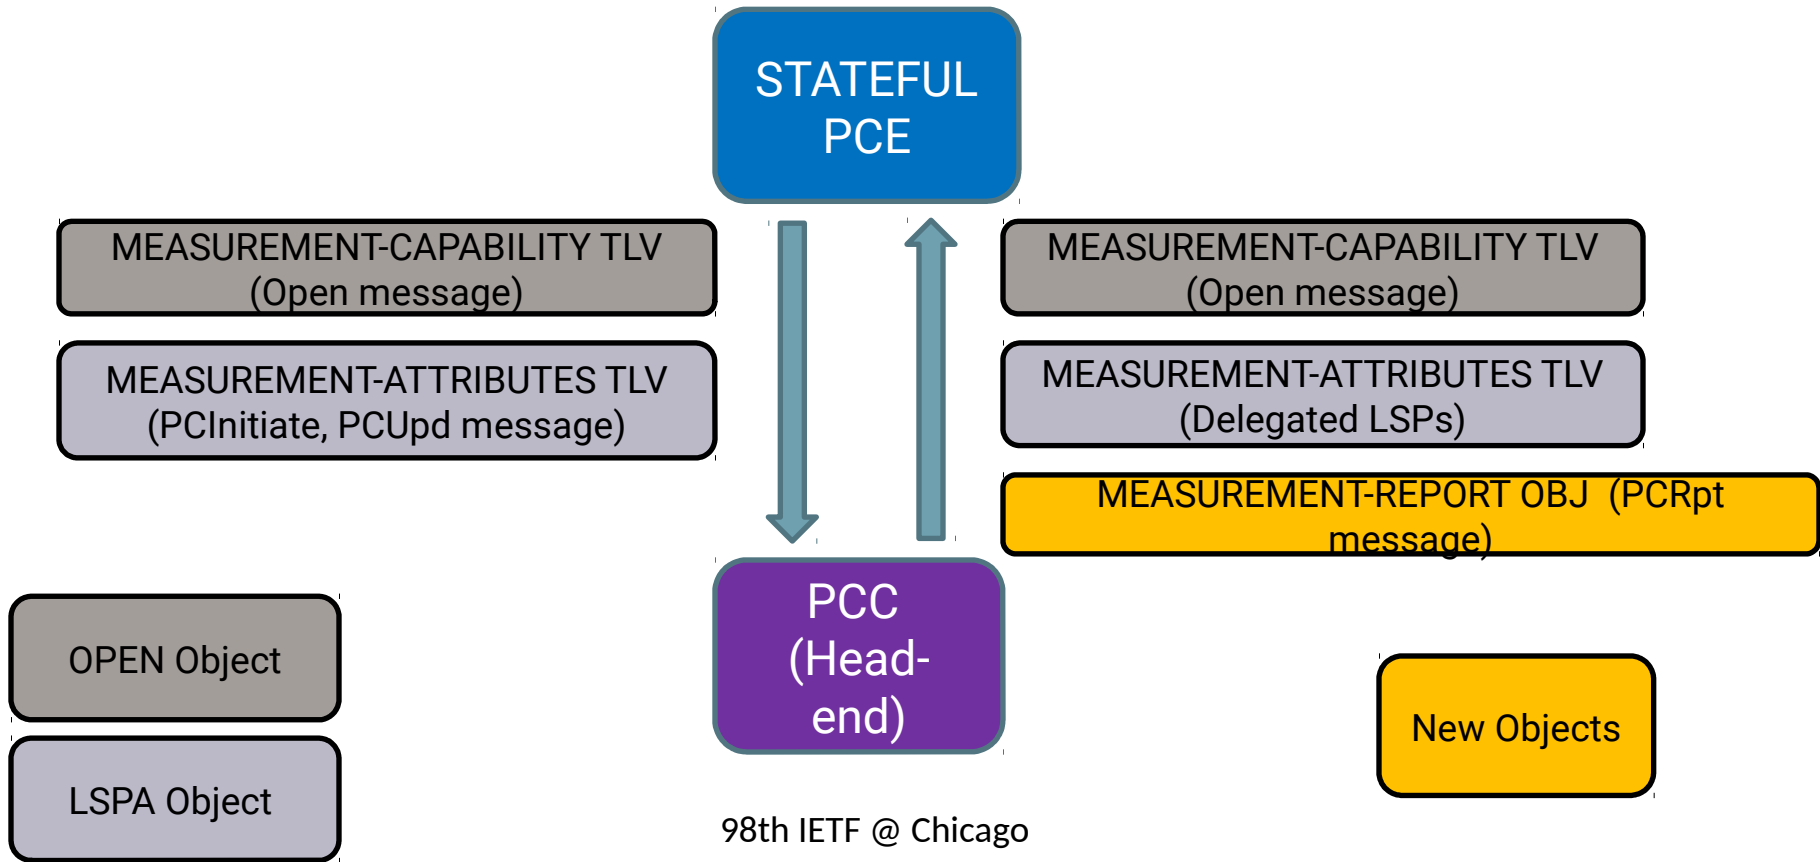 STATEFUL
PCE
MEASUREMENT-CAPABILITY TLV
(Open message)
MEASUREMENT-ATTRIBUTES TLV
(PCInitiate, PCUpd message)
MEASUREMENT-CAPABILITY TLV
(Open message)
MEASUREMENT-ATTRIBUTES TLV
(Delegated LSPs)
MEASUREMENT-REPORT OBJ (PCRpt
message)
PCC
(Head-
end)
OPEN Object
LSPA Object
New Objects
98th IETF @ Chicago